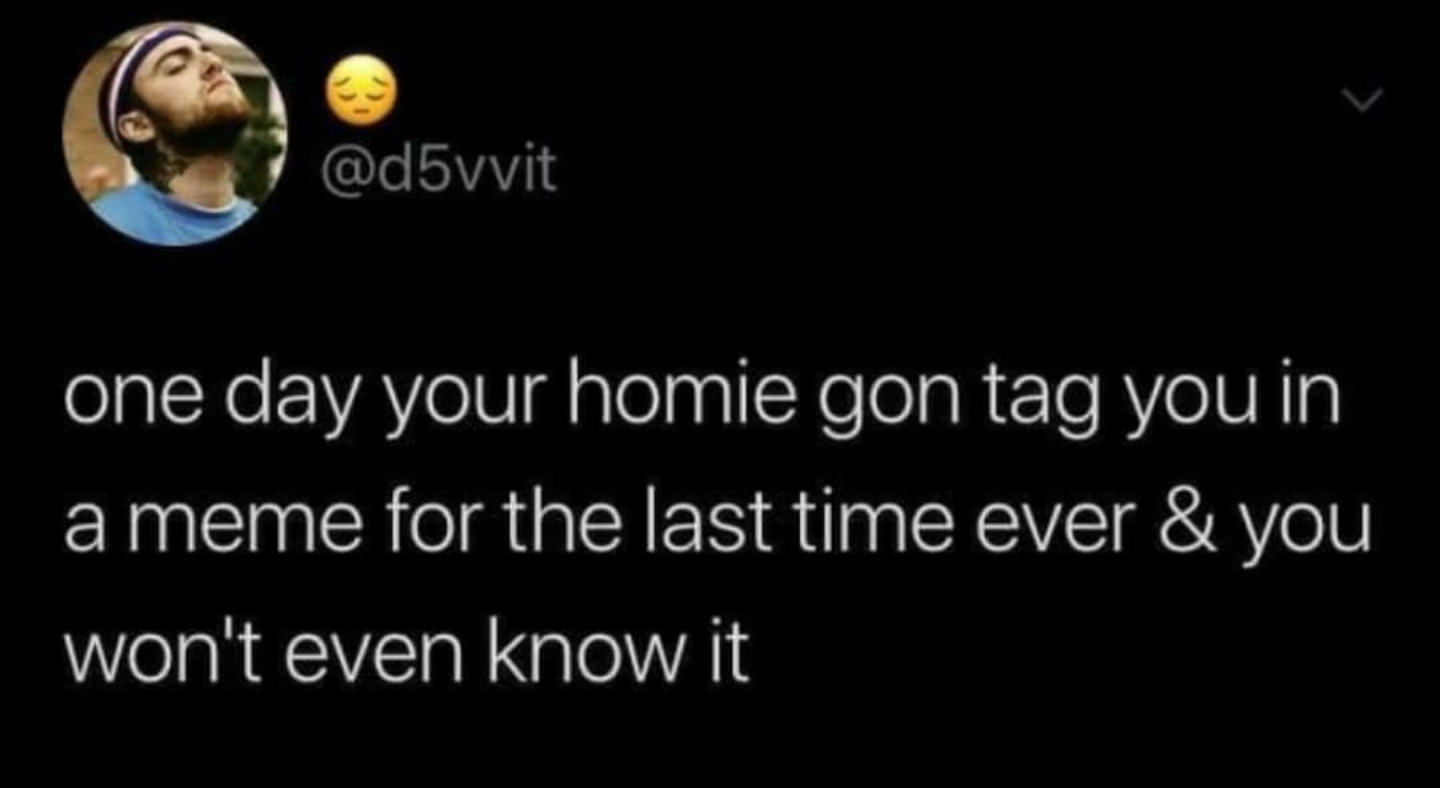 😔
@d5vvit
one day your homie gon tag you in
a meme for the last time ever & you
won't even know it